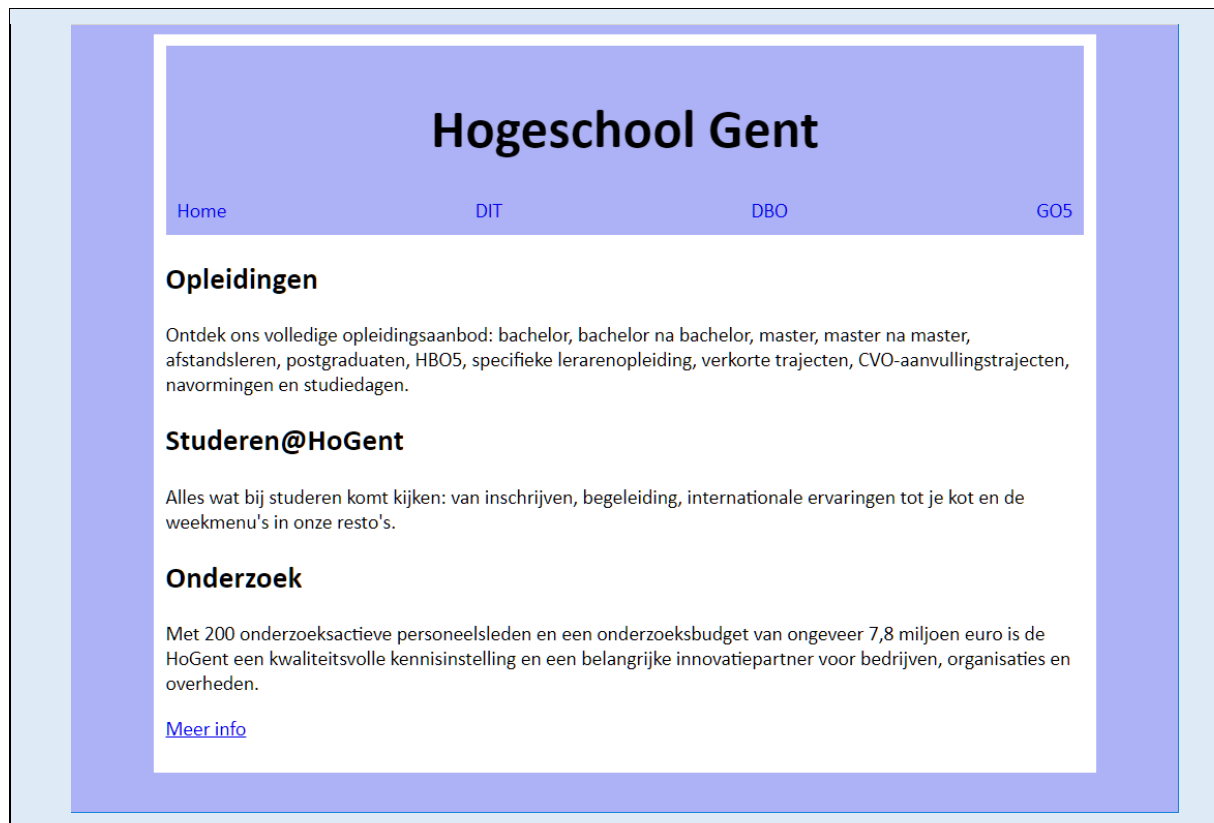 Hogeschool Gent
Home DIT DBO GO5
Opleidingen
Ontdek ons volledige opleidingsaanbod: bachelor, bachelor na bachelor, master, master na master,
afstandsleren, postgraduaten, HBO5, specifieke lerarenopleiding, verkorte trajecten, CVO-aanvullingstrajecten,
navormingen en studiedagen.
Studeren@HoGent
Alles wat bij studeren komt kijken: van inschrijven, begeleiding, internationale ervaringen tot je kot en de
weekmenu's in onze resto's.
Onderzoek
Met 200 onderzoeksactieve personeelsleden en een onderzoeksbudget van ongeveer 7,8 miljoen euro is de
HoGent een kwaliteitsvolle kennisinstelling en een belangrijke innovatiepartner voor bedrijven, organisaties en
overheden.
Meer info